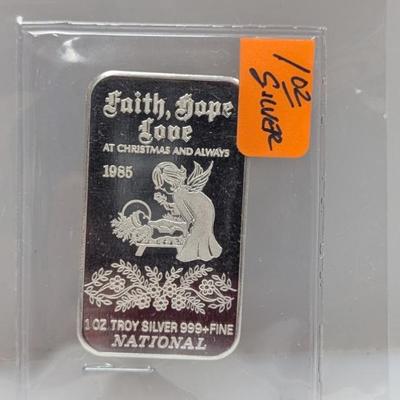 Faith, Hope
Love
AT CHRISTMAS AND ALWAYS
1985
1 OZ. TROY SILVER 999+FINE
NATIONAL
1 OZ
SILVER